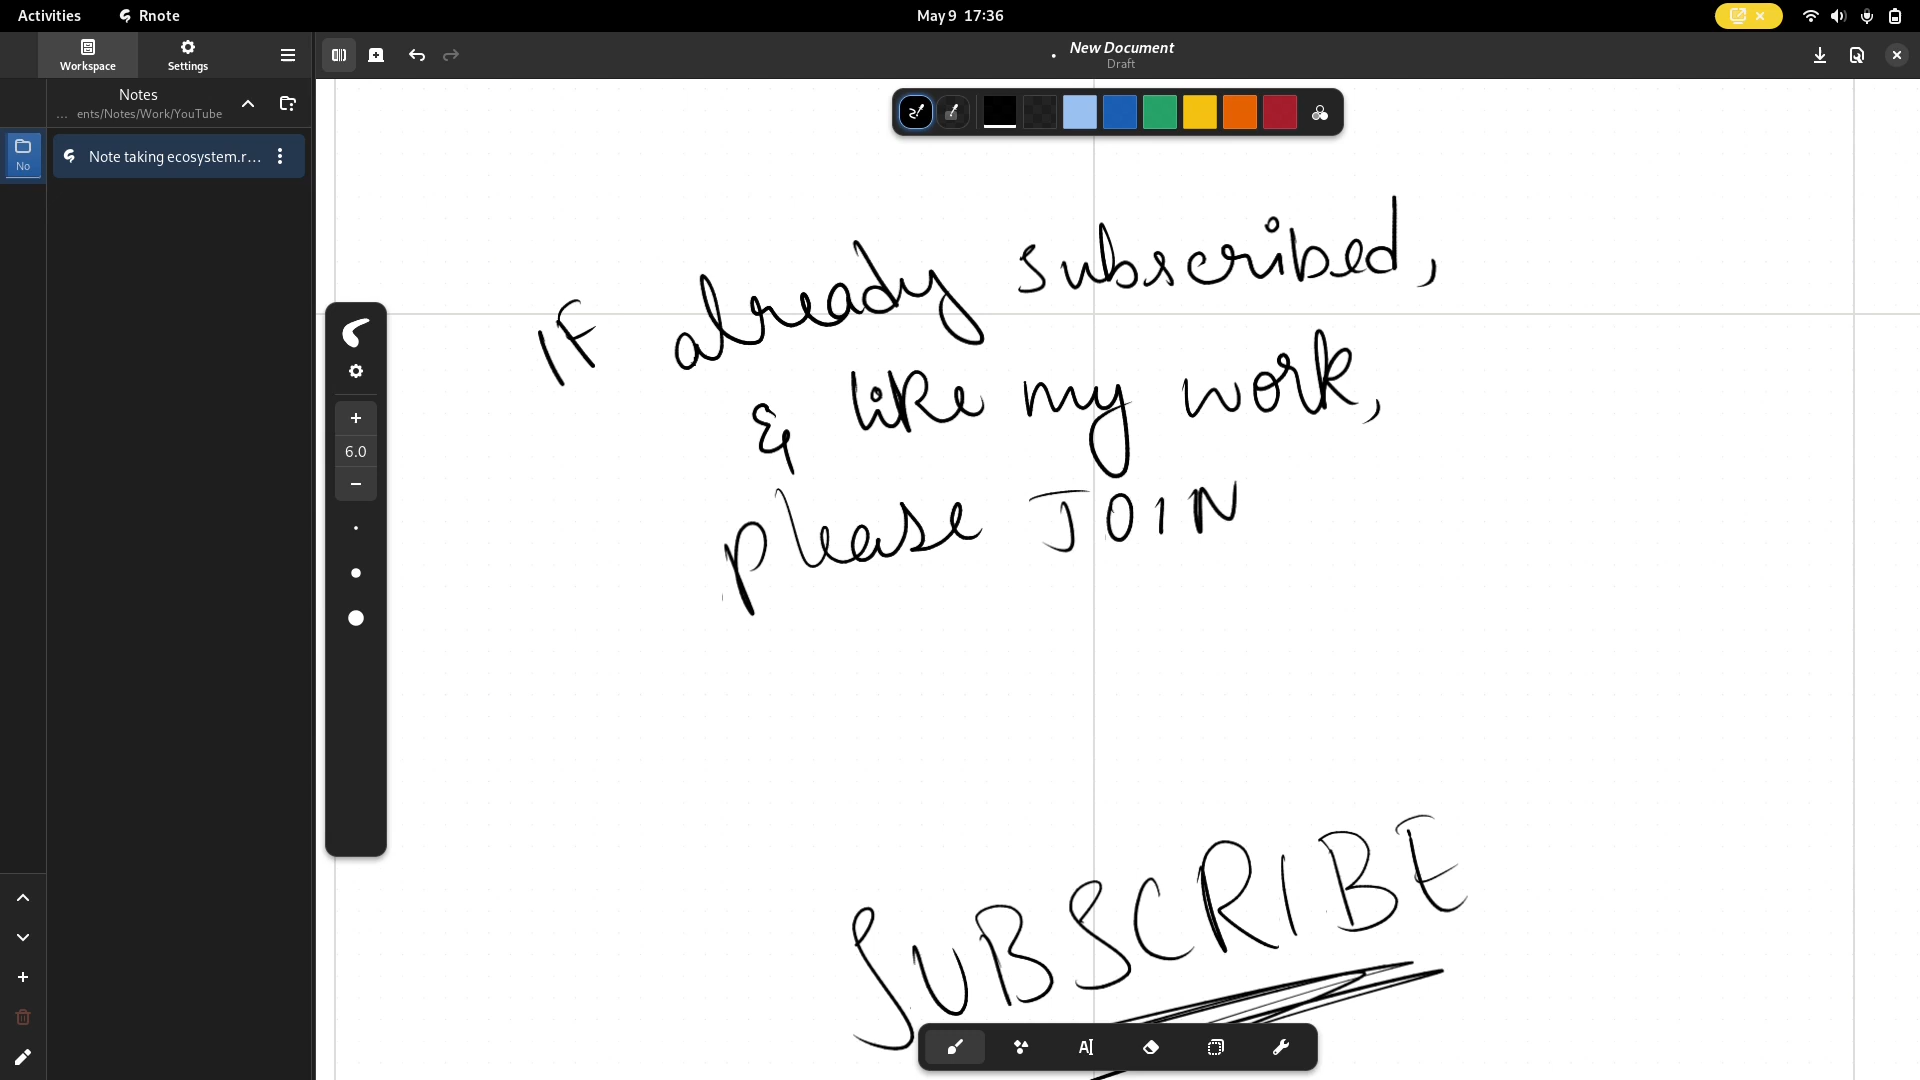 Activities Rnote May 9 17:36
Workspace Settings New Document
Draft
Notes
... ents/Notes/Work/YouTube
No Note taking ecosystem.r...
If already subscribed,
& like my work,
please JOIN
6.0
SUBSCRIBE